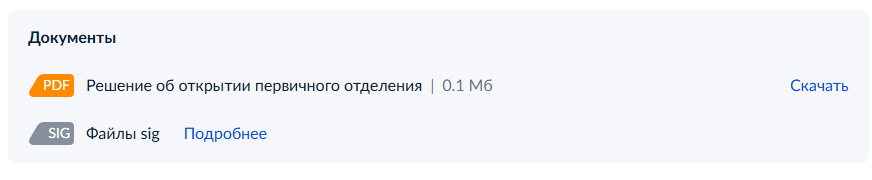 Документы
PDF Решение об открытии первичного отделения | 0.1 Мб Скачать
SIG Файлы sig Подробнее